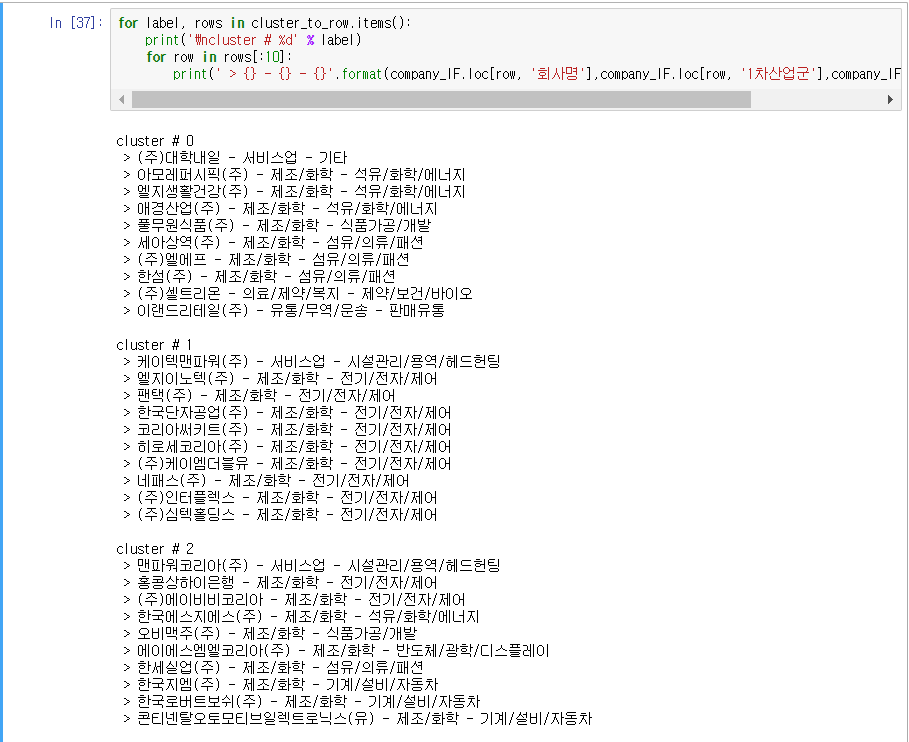 In [37]: for label, rows in cluster_to_row.items():
print('₩ncluster # %d' % label)
for row in rows[:10]:
print(' > {} - {} - {}'.format(company_IF.loc[row, '회사명'],company_IF.loc[row, '1차산업군'],company_IF
cluster # 0
> (주)대학내일 - 서비스업 - 기타
> 아모레퍼시픽(주) - 제조/화학 - 석유/화학/에너지
> 엘지생활건강(주) - 제조/화학 - 석유/화학/에너지
> 애경산업(주) - 제조/화학 - 석유/화학/에너지
> 풀무원식품(주) - 제조/화학 - 식품가공/개발
> 세아상역(주) - 제조/화학 - 섬유/의류/패션
> (주)엘에프 - 제조/화학 - 섬유/의류/패션
> 한섬(주) - 제조/화학 - 섬유/의류/패션
> (주)셀트리온 - 의료/제약/복지 - 제약/보건/바이오
> 이랜드리테일(주) - 유통/무역/운송 - 판매유통
cluster # 1
> 케이텍맨파워(주) - 서비스업 - 시설관리/용역/헤드헌팅
> 엘지이노텍(주) - 제조/화학 - 전기/전자/제어
> 팬택(주) - 제조/화학 - 전기/전자/제어
> 한국단자공업(주) - 제조/화학 - 전기/전자/제어
> 코리아써키트(주) - 제조/화학 - 전기/전자/제어
> 히로세코리아(주) - 제조/화학 - 전기/전자/제어
> (주)케이엠더블유 - 제조/화학 - 전기/전자/제어
> 네패스(주) - 제조/화학 - 전기/전자/제어
> (주)인터플렉스 - 제조/화학 - 전기/전자/제어
> (주)심텍홀딩스 - 제조/화학 - 전기/전자/제어
cluster # 2
> 맨파워코리아(주) - 서비스업 - 시설관리/용역/헤드헌팅
> 홍콩상하이은행 - 제조/화학 - 전기/전자/제어
> (주)에이비비코리아 - 제조/화학 - 전기/전자/제어
> 한국에스지에스(주) - 제조/화학 - 석유/화학/에너지
> 오비맥주(주) - 제조/화학 - 식품가공/개발
> 에이에스엠엘코리아(주) - 제조/화학 - 반도체/광학/디스플레이
> 한세실업(주) - 제조/화학 - 섬유/의류/패션
> 한국지엠(주) - 제조/화학 - 기계/설비/자동차
> 한국로버트보쉬(주) - 제조/화학 - 기계/설비/자동차
> 콘티넨탈오토모티브일렉트로닉스(유) - 제조/화학 - 기계/설비/자동차